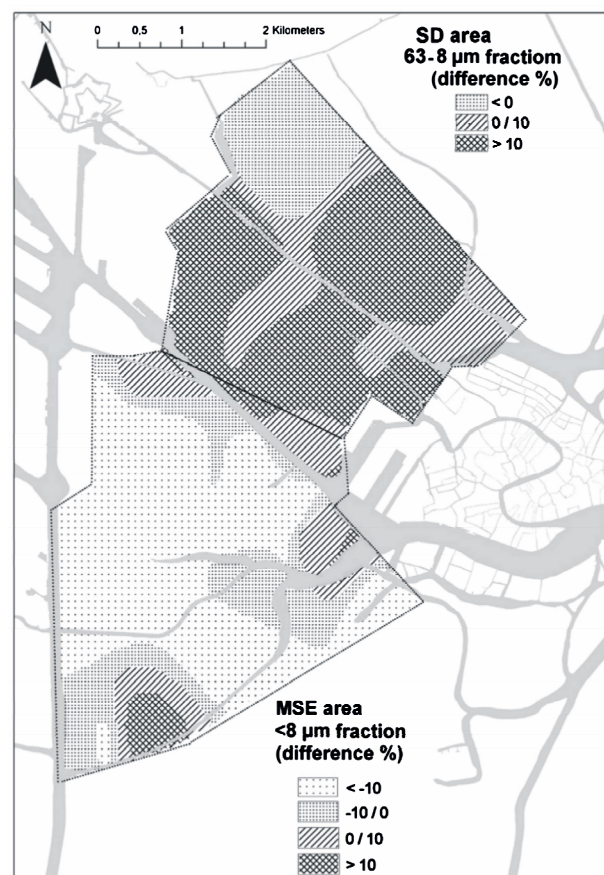 N
0 0,5 1 2 Kilometers
SD area
63-8 µm fractiom
(difference %)
< 0
0 / 10
> 10
MSE area
<8 µm fraction
(difference %)
< -10
-10 / 0
0 / 10
> 10